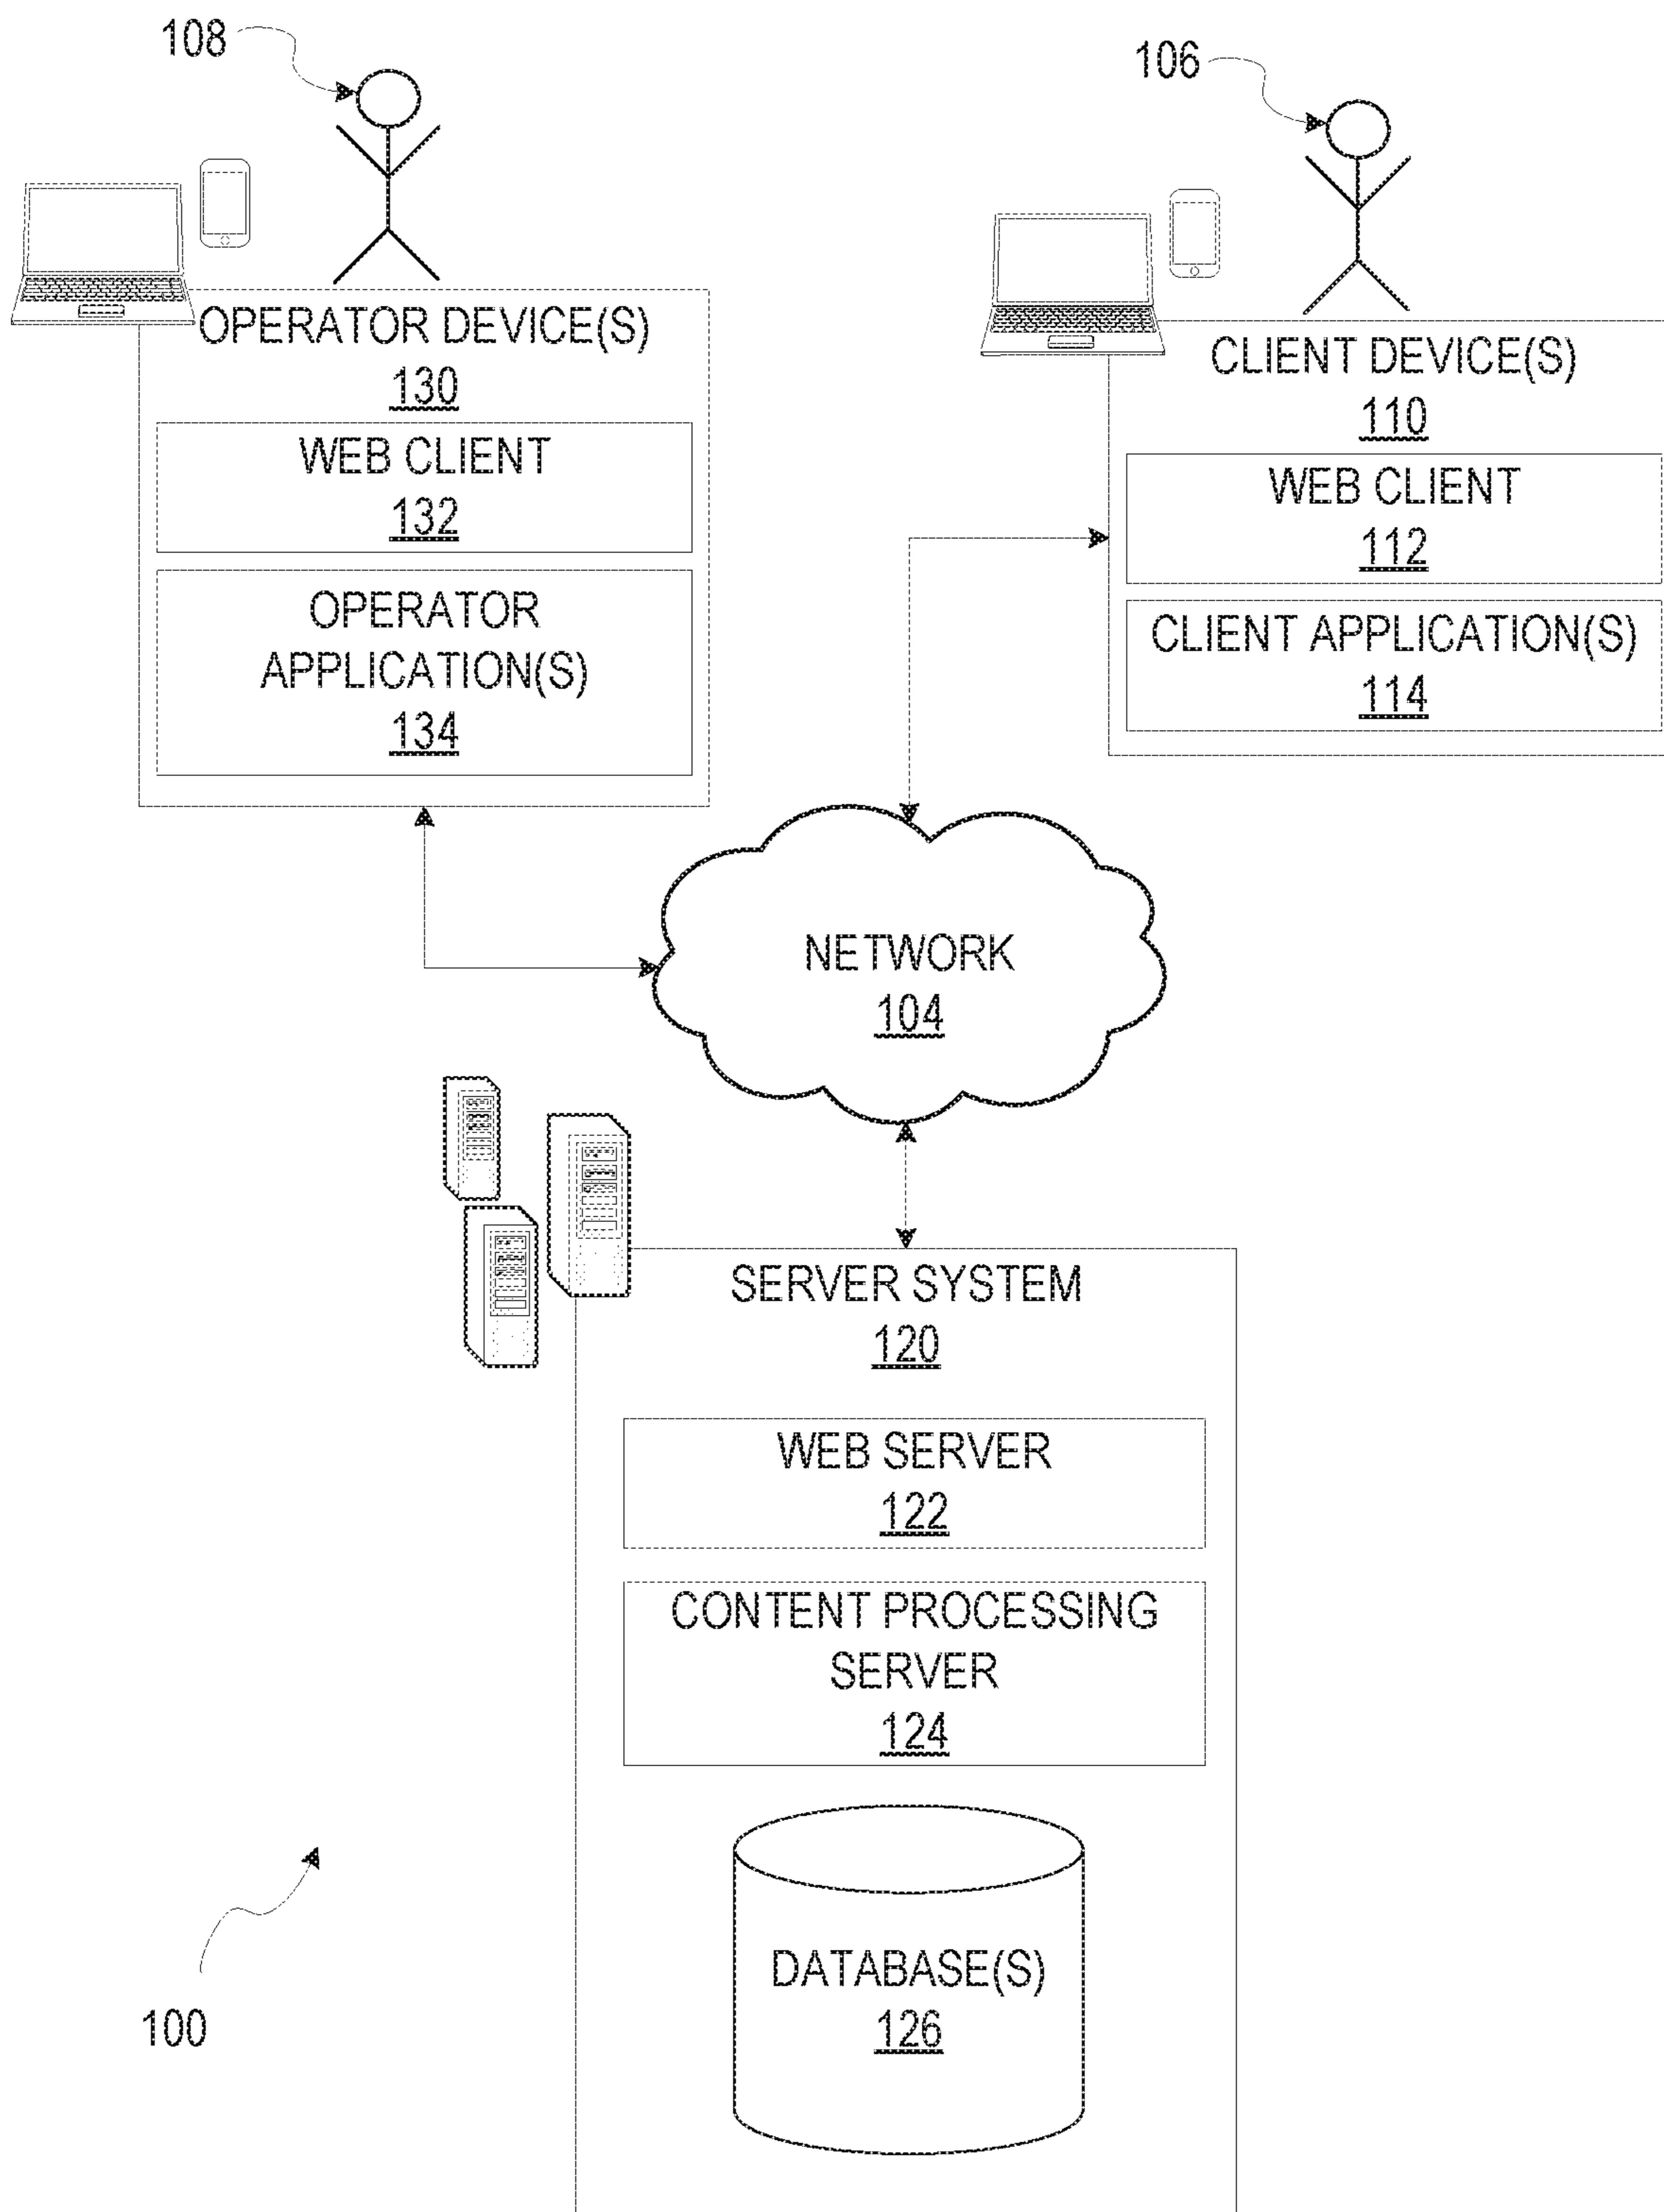 108
106
OPERATOR DEVICE(S)
130
WEB CLIENT
132
OPERATOR
APPLICATION(S)
134
CLIENT DEVICE(S)
110
WEB CLIENT
112
CLIENT APPLICATION(S)
114
NETWORK
104
SERVER SYSTEM
120
WEB SERVER
122
CONTENT PROCESSING
SERVER
124
DATABASE(S)
126
100